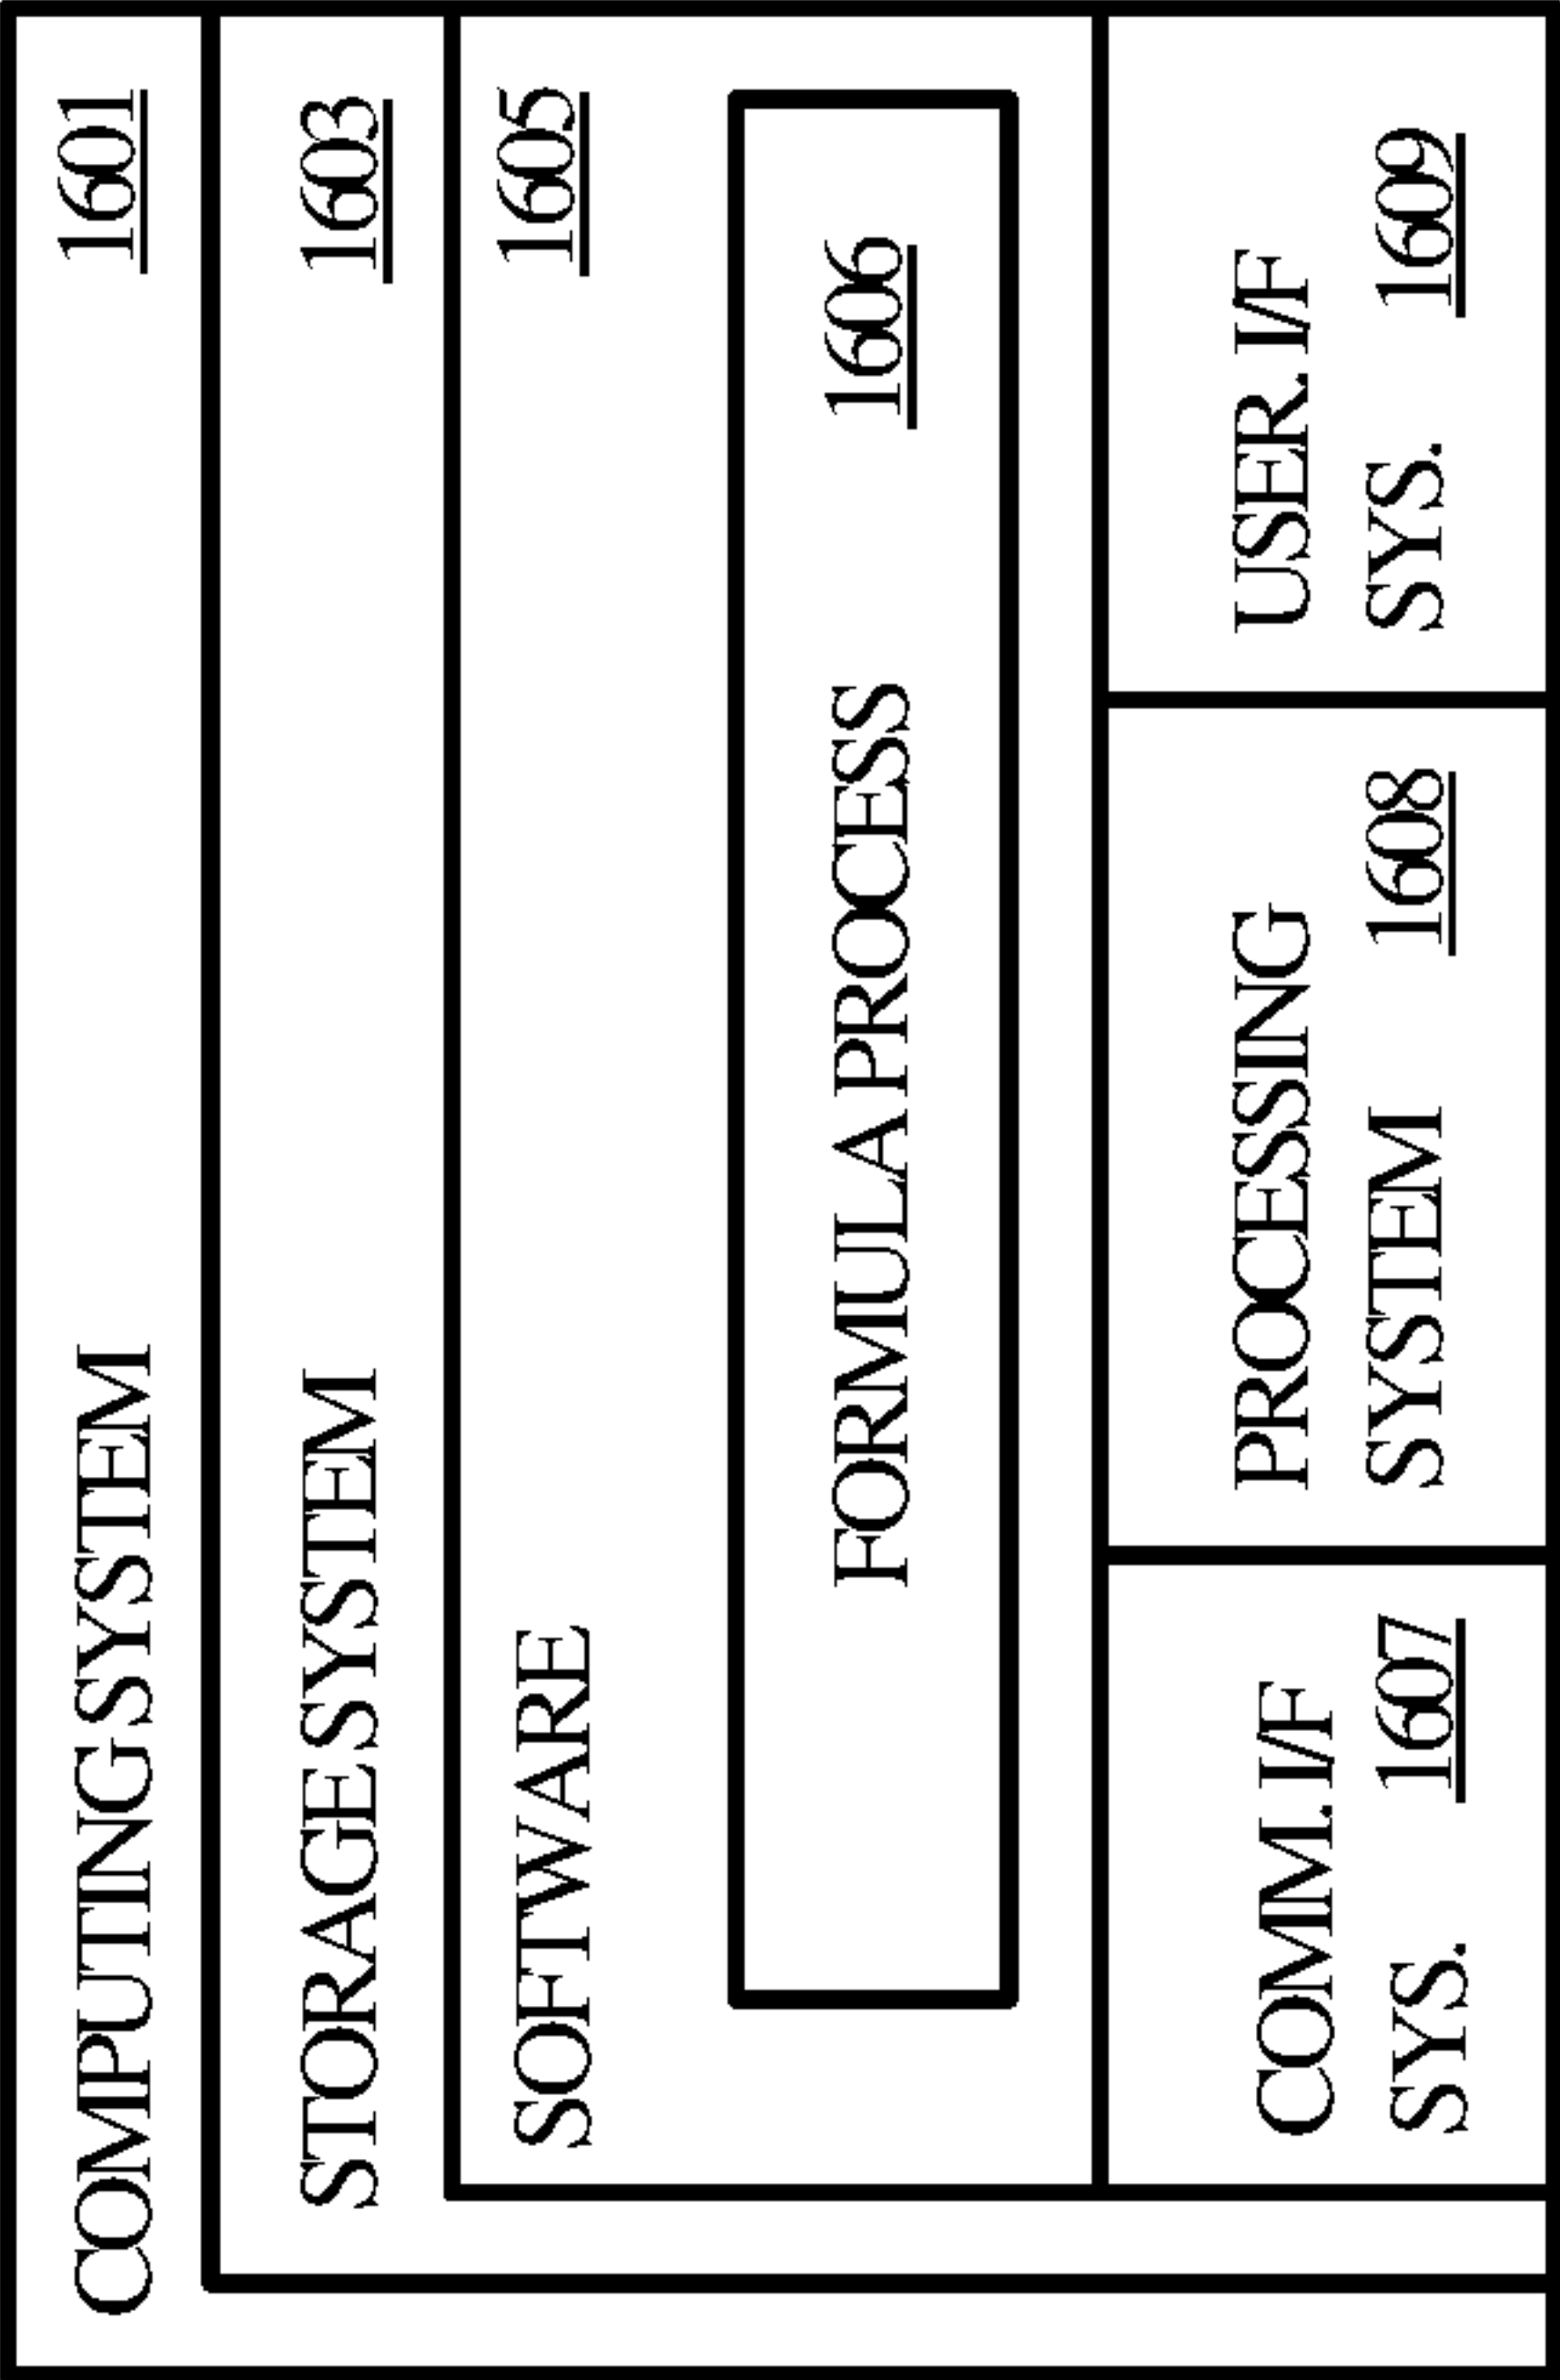 COMPUTING SYSTEM 1601
STORAGE SYSTEM 1603
SOFTWARE 1605
FORMULA PROCESS 1606
COMM. I/F
SYS. 1607
PROCESSING
SYSTEM 1608
USER. I/F
SYS. 1609